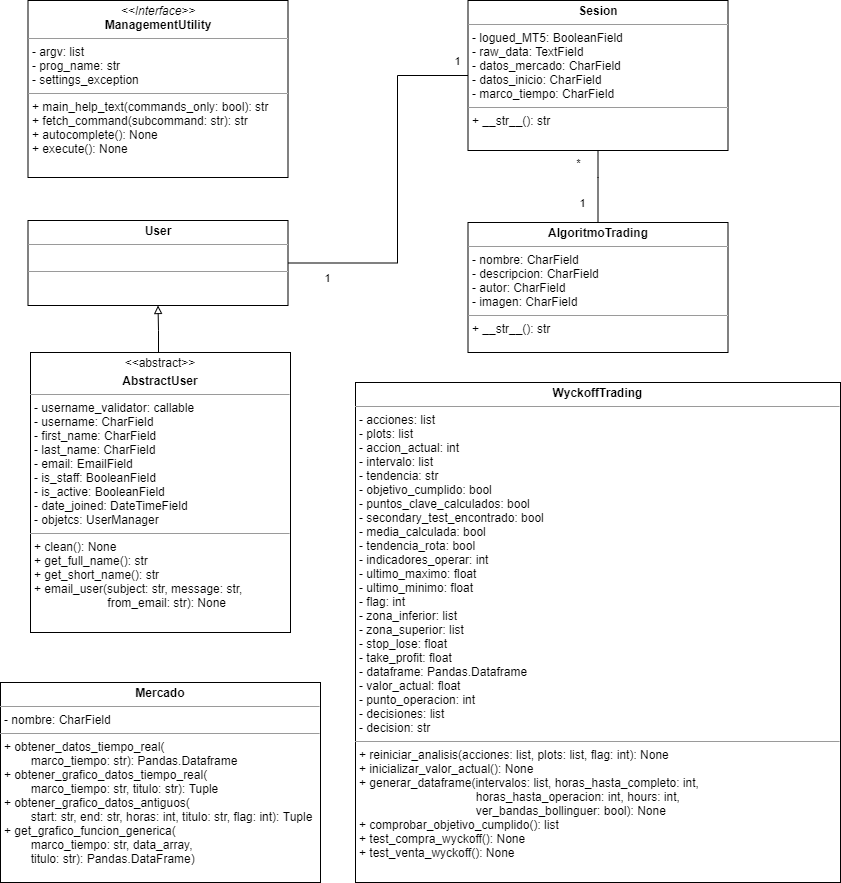 <<Interface>>
ManagementUtility
- argv: list
- prog_name: str
- settings_exception
+ main_help_text(commands_only: bool): str
+ fetch_command(subcommand: str): str
+ autocomplete(): None
+ execute(): None
Sesion
- logued_MT5: BooleanField
- raw_data: TextField
- datos_mercado: CharField
- datos_inicio: CharField
- marco_tiempo: CharField
+ __str__(): str
1
*
1
User
1
AlgoritmoTrading
- nombre: CharField
- descripcion: CharField
- autor: CharField
- imagen: CharField
+ __str__(): str
<<abstract>>
AbstractUser
- username_validator: callable
- username: CharField
- first_name: CharField
- last_name: CharField
- email: EmailField
- is_staff: BooleanField
- is_active: BooleanField
- date_joined: DateTimeField
- objetcs: UserManager
+ clean(): None
+ get_full_name(): str
+ get_short_name(): str
+ email_user(subject: str, message: str,
from_email: str): None
WyckoffTrading
- acciones: list
- plots: list
- accion_actual: int
- intervalo: list
- tendencia: str
- objetivo_cumplido: bool
- puntos_clave_calculados: bool
- secondary_test_encontrado: bool
- media_calculada: bool
- tendencia_rota: bool
- indicadores_operar: int
- ultimo_maximo: float
- ultimo_minimo: float
- flag: int
- zona_inferior: list
- zona_superior: list
- stop_lose: float
- take_profit: float
- dataframe: Pandas.Dataframe
- valor_actual: float
- punto_operacion: int
- decisiones: list
- decision: str
+ reiniciar_analisis(acciones: list, plots: list, flag: int): None
+ inicializar_valor_actual(): None
+ generar_dataframe(intervalos: list, horas_hasta_completo: int,
horas_hasta_operacion: int, hours: int,
ver_bandas_bollinguer: bool): None
+ comprobar_objetivo_cumplido(): list
+ test_compra_wyckoff(): None
+ test_venta_wyckoff(): None
Mercado
- nombre: CharField
+ obtener_datos_tiempo_real(
marco_tiempo: str): Pandas.Dataframe
+ obtener_grafico_datos_tiempo_real(
marco_tiempo: str, titulo: str): Tuple
+ obtener_grafico_datos_antiguos(
start: str, end: str, horas: int, titulo: str, flag: int): Tuple
+ get_grafico_funcion_generica(
marco_tiempo: str, data_array,
titulo: str): Pandas.DataFrame)